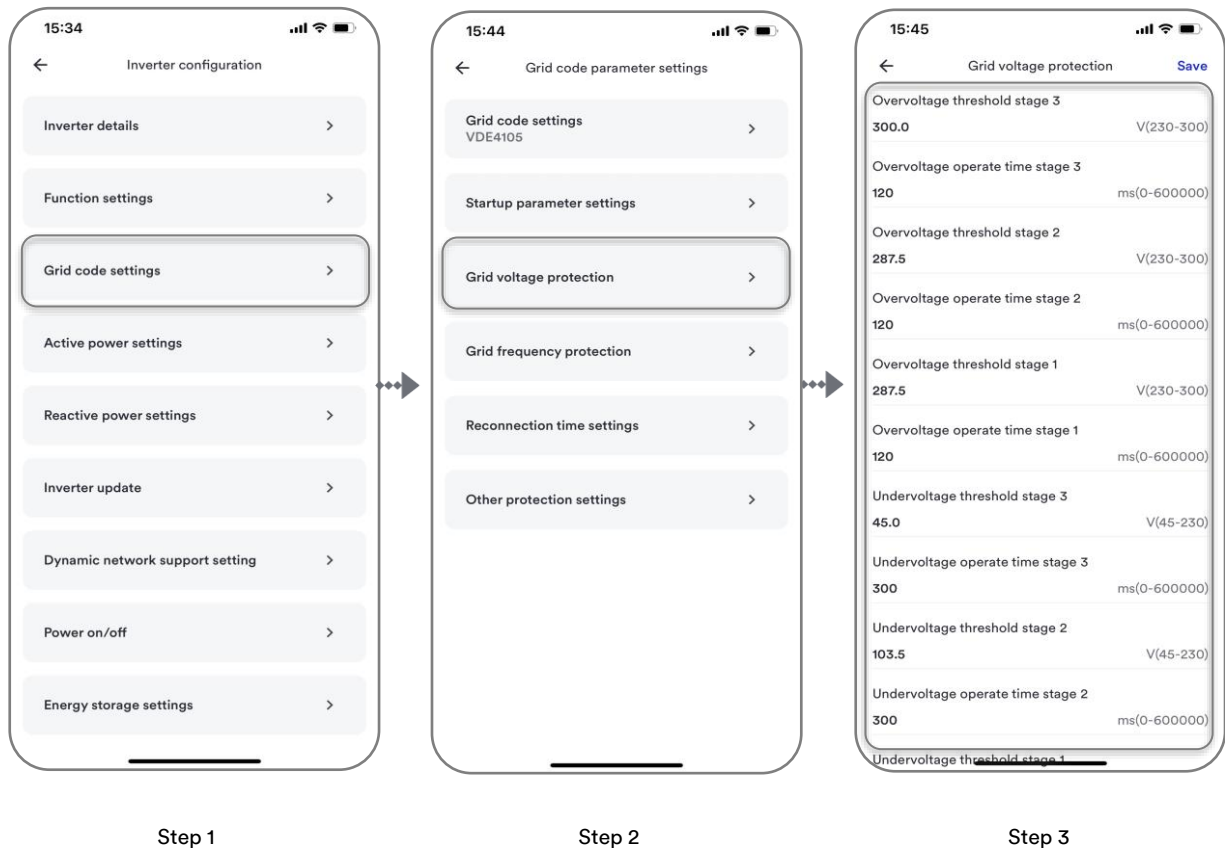 15:34
Inverter configuration
Inverter details
Function settings
Grid code settings
Active power settings
Reactive power settings
Inverter update
Dynamic network support setting
Power on/off
Energy storage settings
Step 1
15:44
Grid code parameter settings
Grid code settings
VDE4105
Startup parameter settings
Grid voltage protection
Grid frequency protection
Reconnection time settings
Other protection settings
Step 2
15:45
Grid voltage protection Save
Overvoltage threshold stage 3
300.0 V(230-300)
Overvoltage operate time stage 3
120 ms(0-600000)
Overvoltage threshold stage 2
287.5 V(230-300)
Overvoltage operate time stage 2
120 ms(0-600000)
Overvoltage threshold stage 1
287.5 V(230-300)
Overvoltage operate time stage 1
120 ms(0-600000)
Undervoltage threshold stage 3
45.0 V(45-230)
Undervoltage operate time stage 3
300 ms(0-600000)
Undervoltage threshold stage 2
103.5 V(45-230)
Undervoltage operate time stage 2
300 ms(0-600000)
Undervoltage threshold stage 1
Step 3